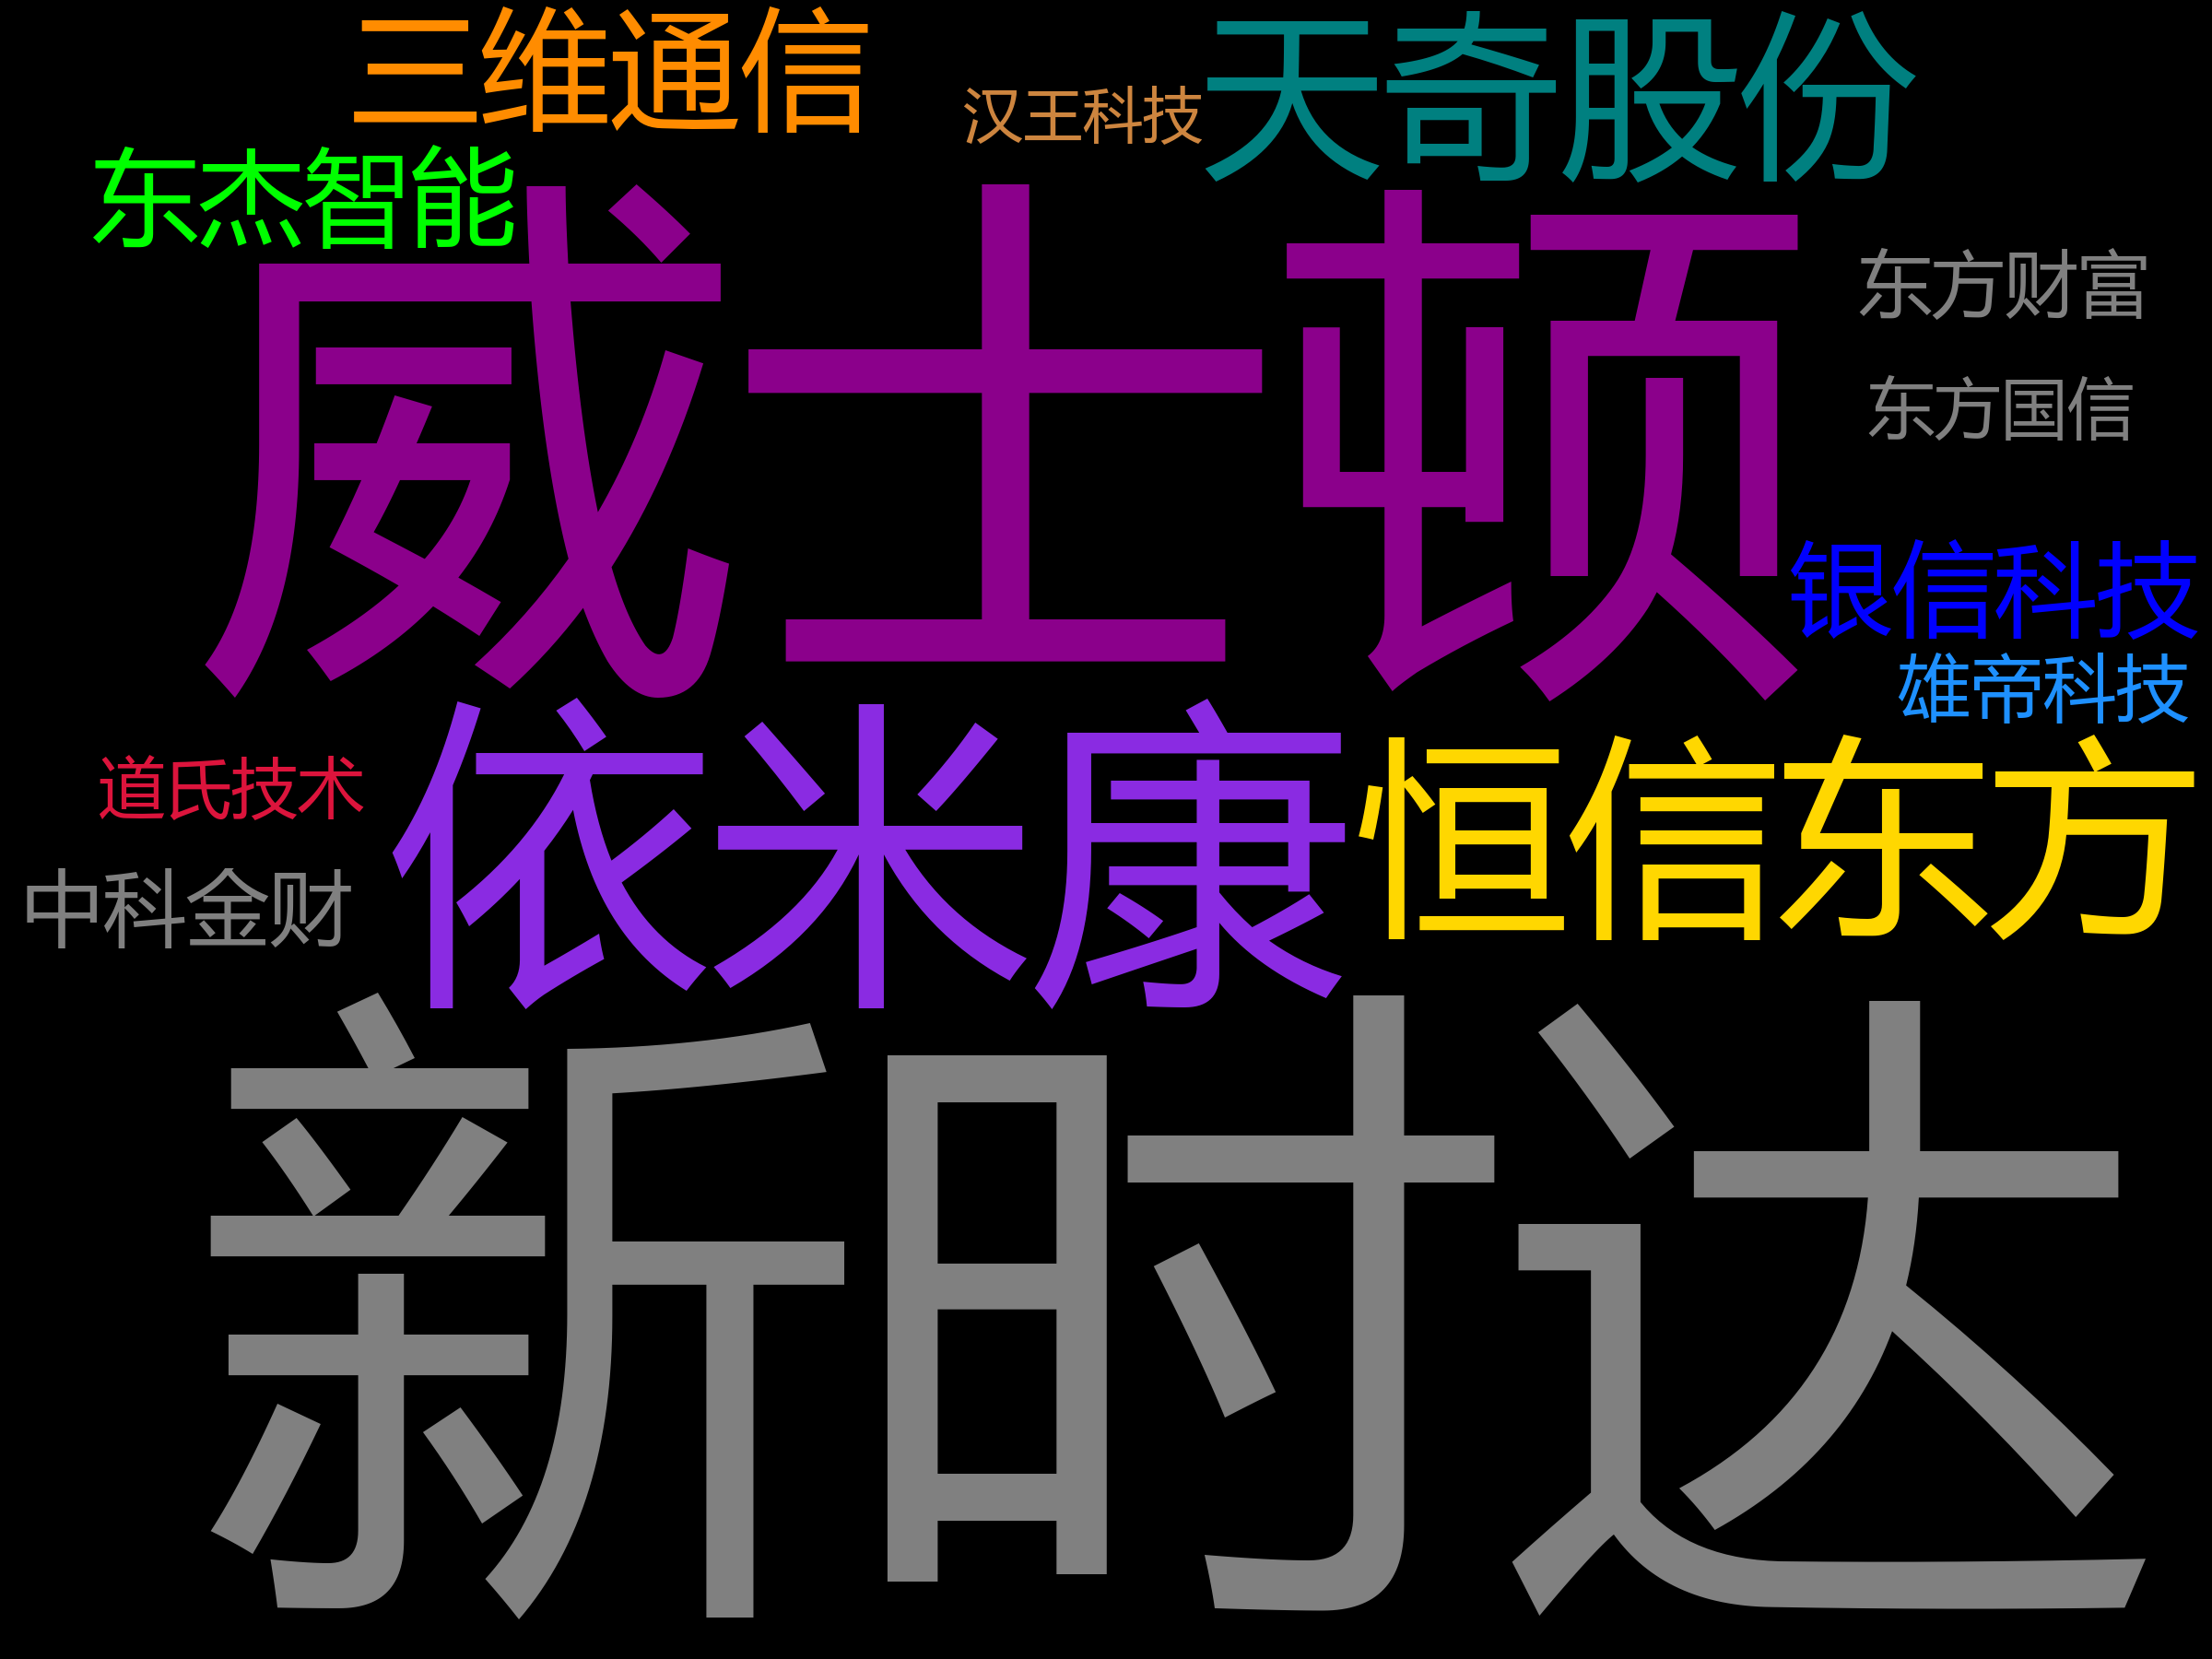 三维通信
汉王科技
天奇股份
东杰智能
威士顿
东方财富
东方国信
银信科技
雄帝科技
道氏技术
依米康
恒信东方
中科金财
新时达